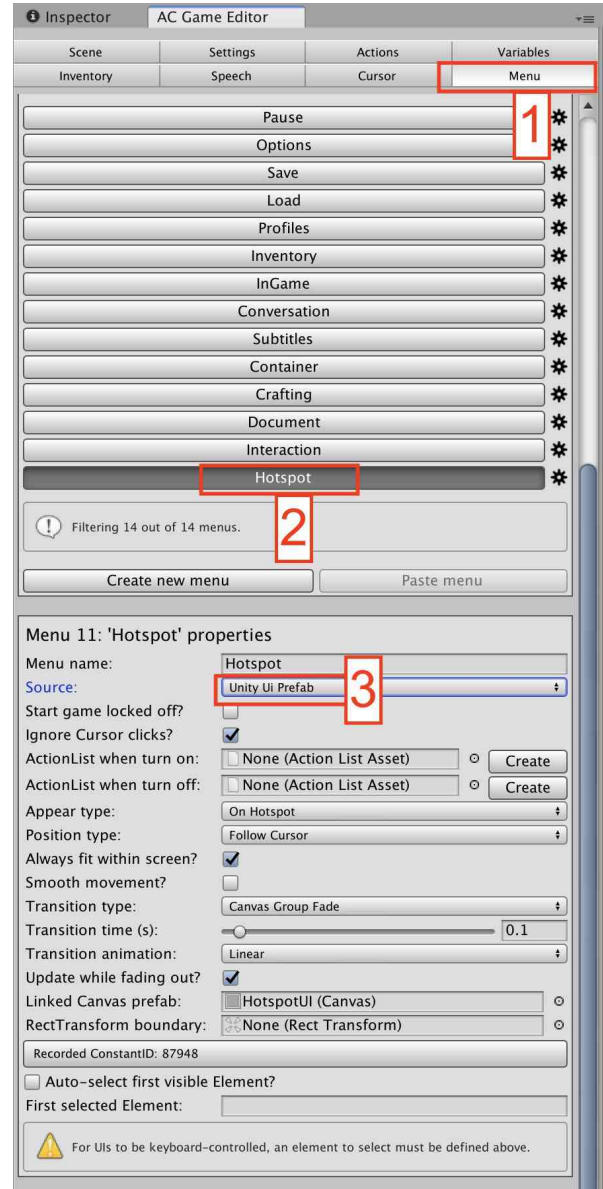 Inspector AC Game Editor
Scene Settings Actions Variables
Inventory Speech Cursor Menu
1
Pause
Options
Save
Load
Profiles
Inventory
InGame
Conversation
Subtitles
Container
Crafting
Document
Interaction
Hotspot
2
Filtering 14 out of 14 menus.
Create new menu Paste menu
Menu 11: 'Hotspot' properties
Menu name: Hotspot
Source: Unity Ui Prefab
3
Start game locked off?
Ignore Cursor clicks?
ActionList when turn on: None (Action List Asset) Create
ActionList when turn off: None (Action List Asset) Create
Appear type: On Hotspot
Position type: Follow Cursor
Always fit within screen?
Smooth movement?
Transition type: Canvas Group Fade
Transition time (s): 0.1
Transition animation: Linear
Update while fading out?
Linked Canvas prefab: HotspotUI (Canvas)
RectTransform boundary: None (Rect Transform)
Recorded ConstantID: 87948
Auto-select first visible Element?
First selected Element:
For UIs to be keyboard-controlled, an element to select must be defined above.